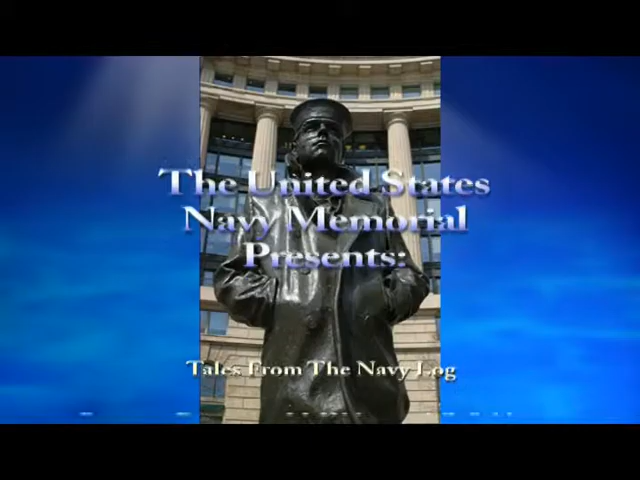 The United States
Navy Memorial
Presents:
Tales From The Navy Log